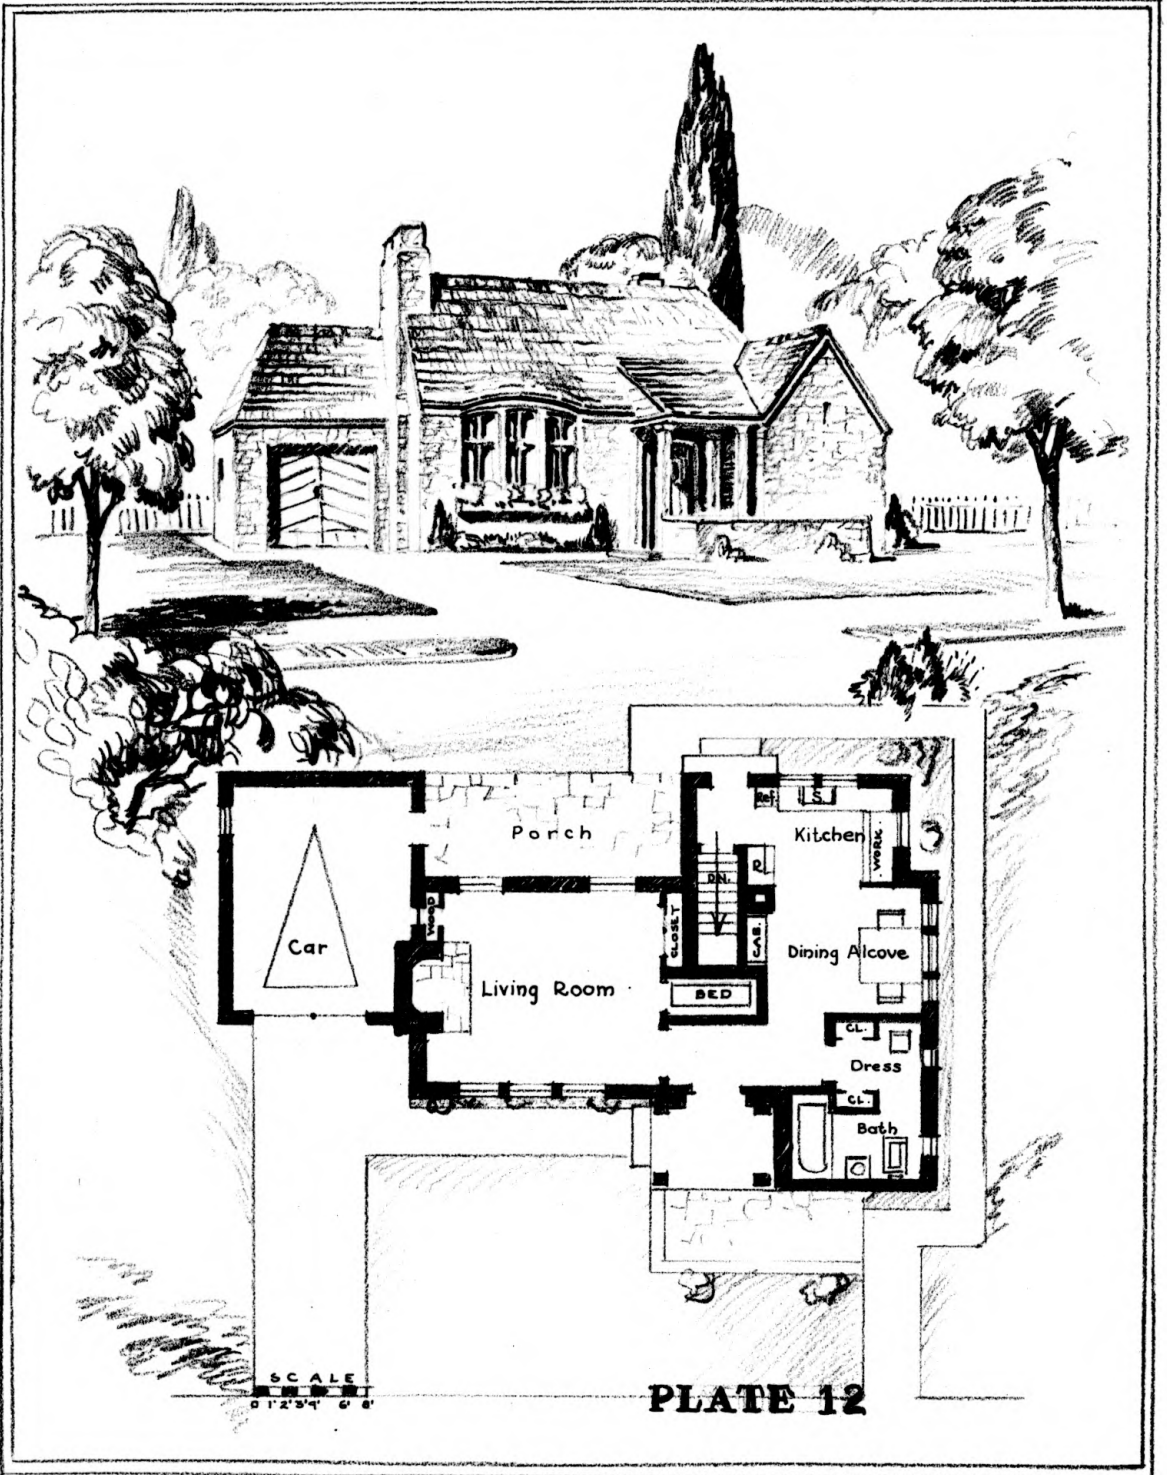 Ref.
S.
Porch
Kitchen
WORK.
R.
DN.
WOOD
CLOSET
CAB.
Car
Dining Alcove
Living Room
BED
CL.
Dress
CL.
Bath
SCALE
0 1' 2' 3' 4' 6' 8'
PLATE 12